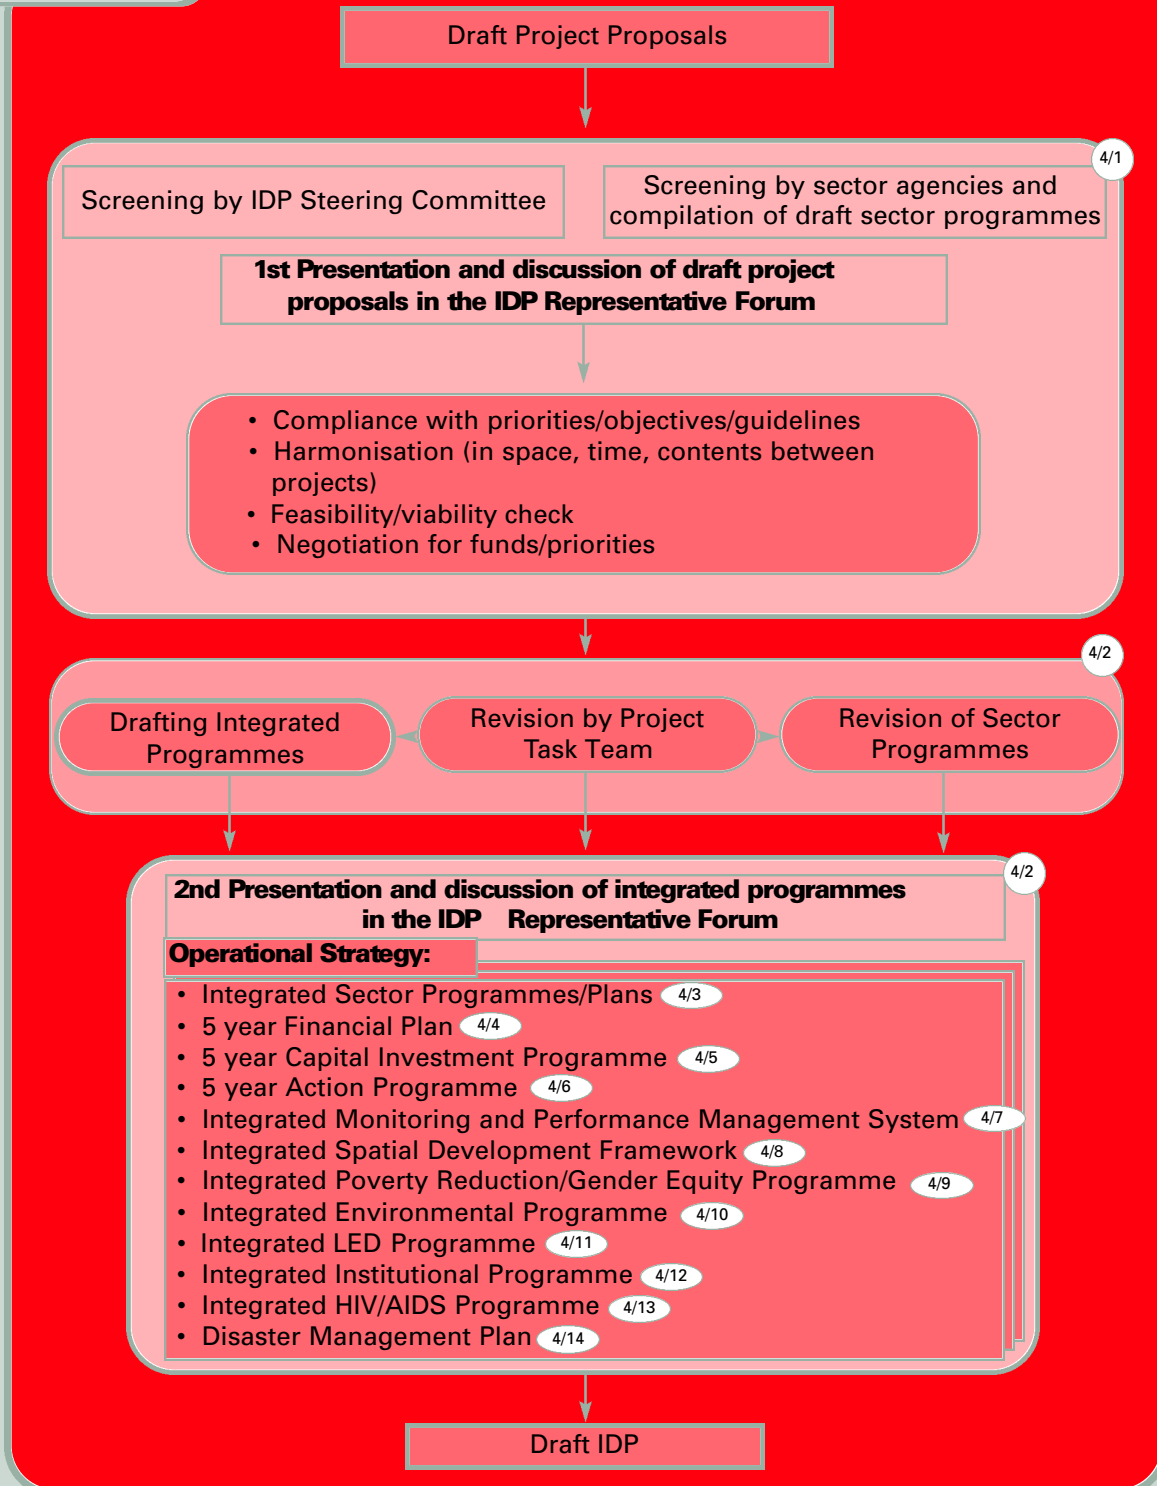 Draft Project Proposals
4/1
Screening by IDP Steering Committee
Screening by sector agencies and
compilation of draft sector programmes
1st Presentation and discussion of draft project
proposals in the IDP Representative Forum
• Compliance with priorities/objectives/guidelines
• Harmonisation (in space, time, contents between
projects)
• Feasibility/viability check
• Negotiation for funds/priorities
4/2
Drafting Integrated
Programmes
Revision by Project
Task Team
Revision of Sector
Programmes
4/2
2nd Presentation and discussion of integrated programmes
in the IDP Representative Forum
Operational Strategy:
• Integrated Sector Programmes/Plans 4/3
• 5 year Financial Plan 4/4
• 5 year Capital Investment Programme 4/5
• 5 year Action Programme 4/6
• Integrated Monitoring and Performance Management System 4/7
• Integrated Spatial Development Framework 4/8
• Integrated Poverty Reduction/Gender Equity Programme 4/9
• Integrated Environmental Programme 4/10
• Integrated LED Programme 4/11
• Integrated Institutional Programme 4/12
• Integrated HIV/AIDS Programme 4/13
• Disaster Management Plan 4/14
Draft IDP